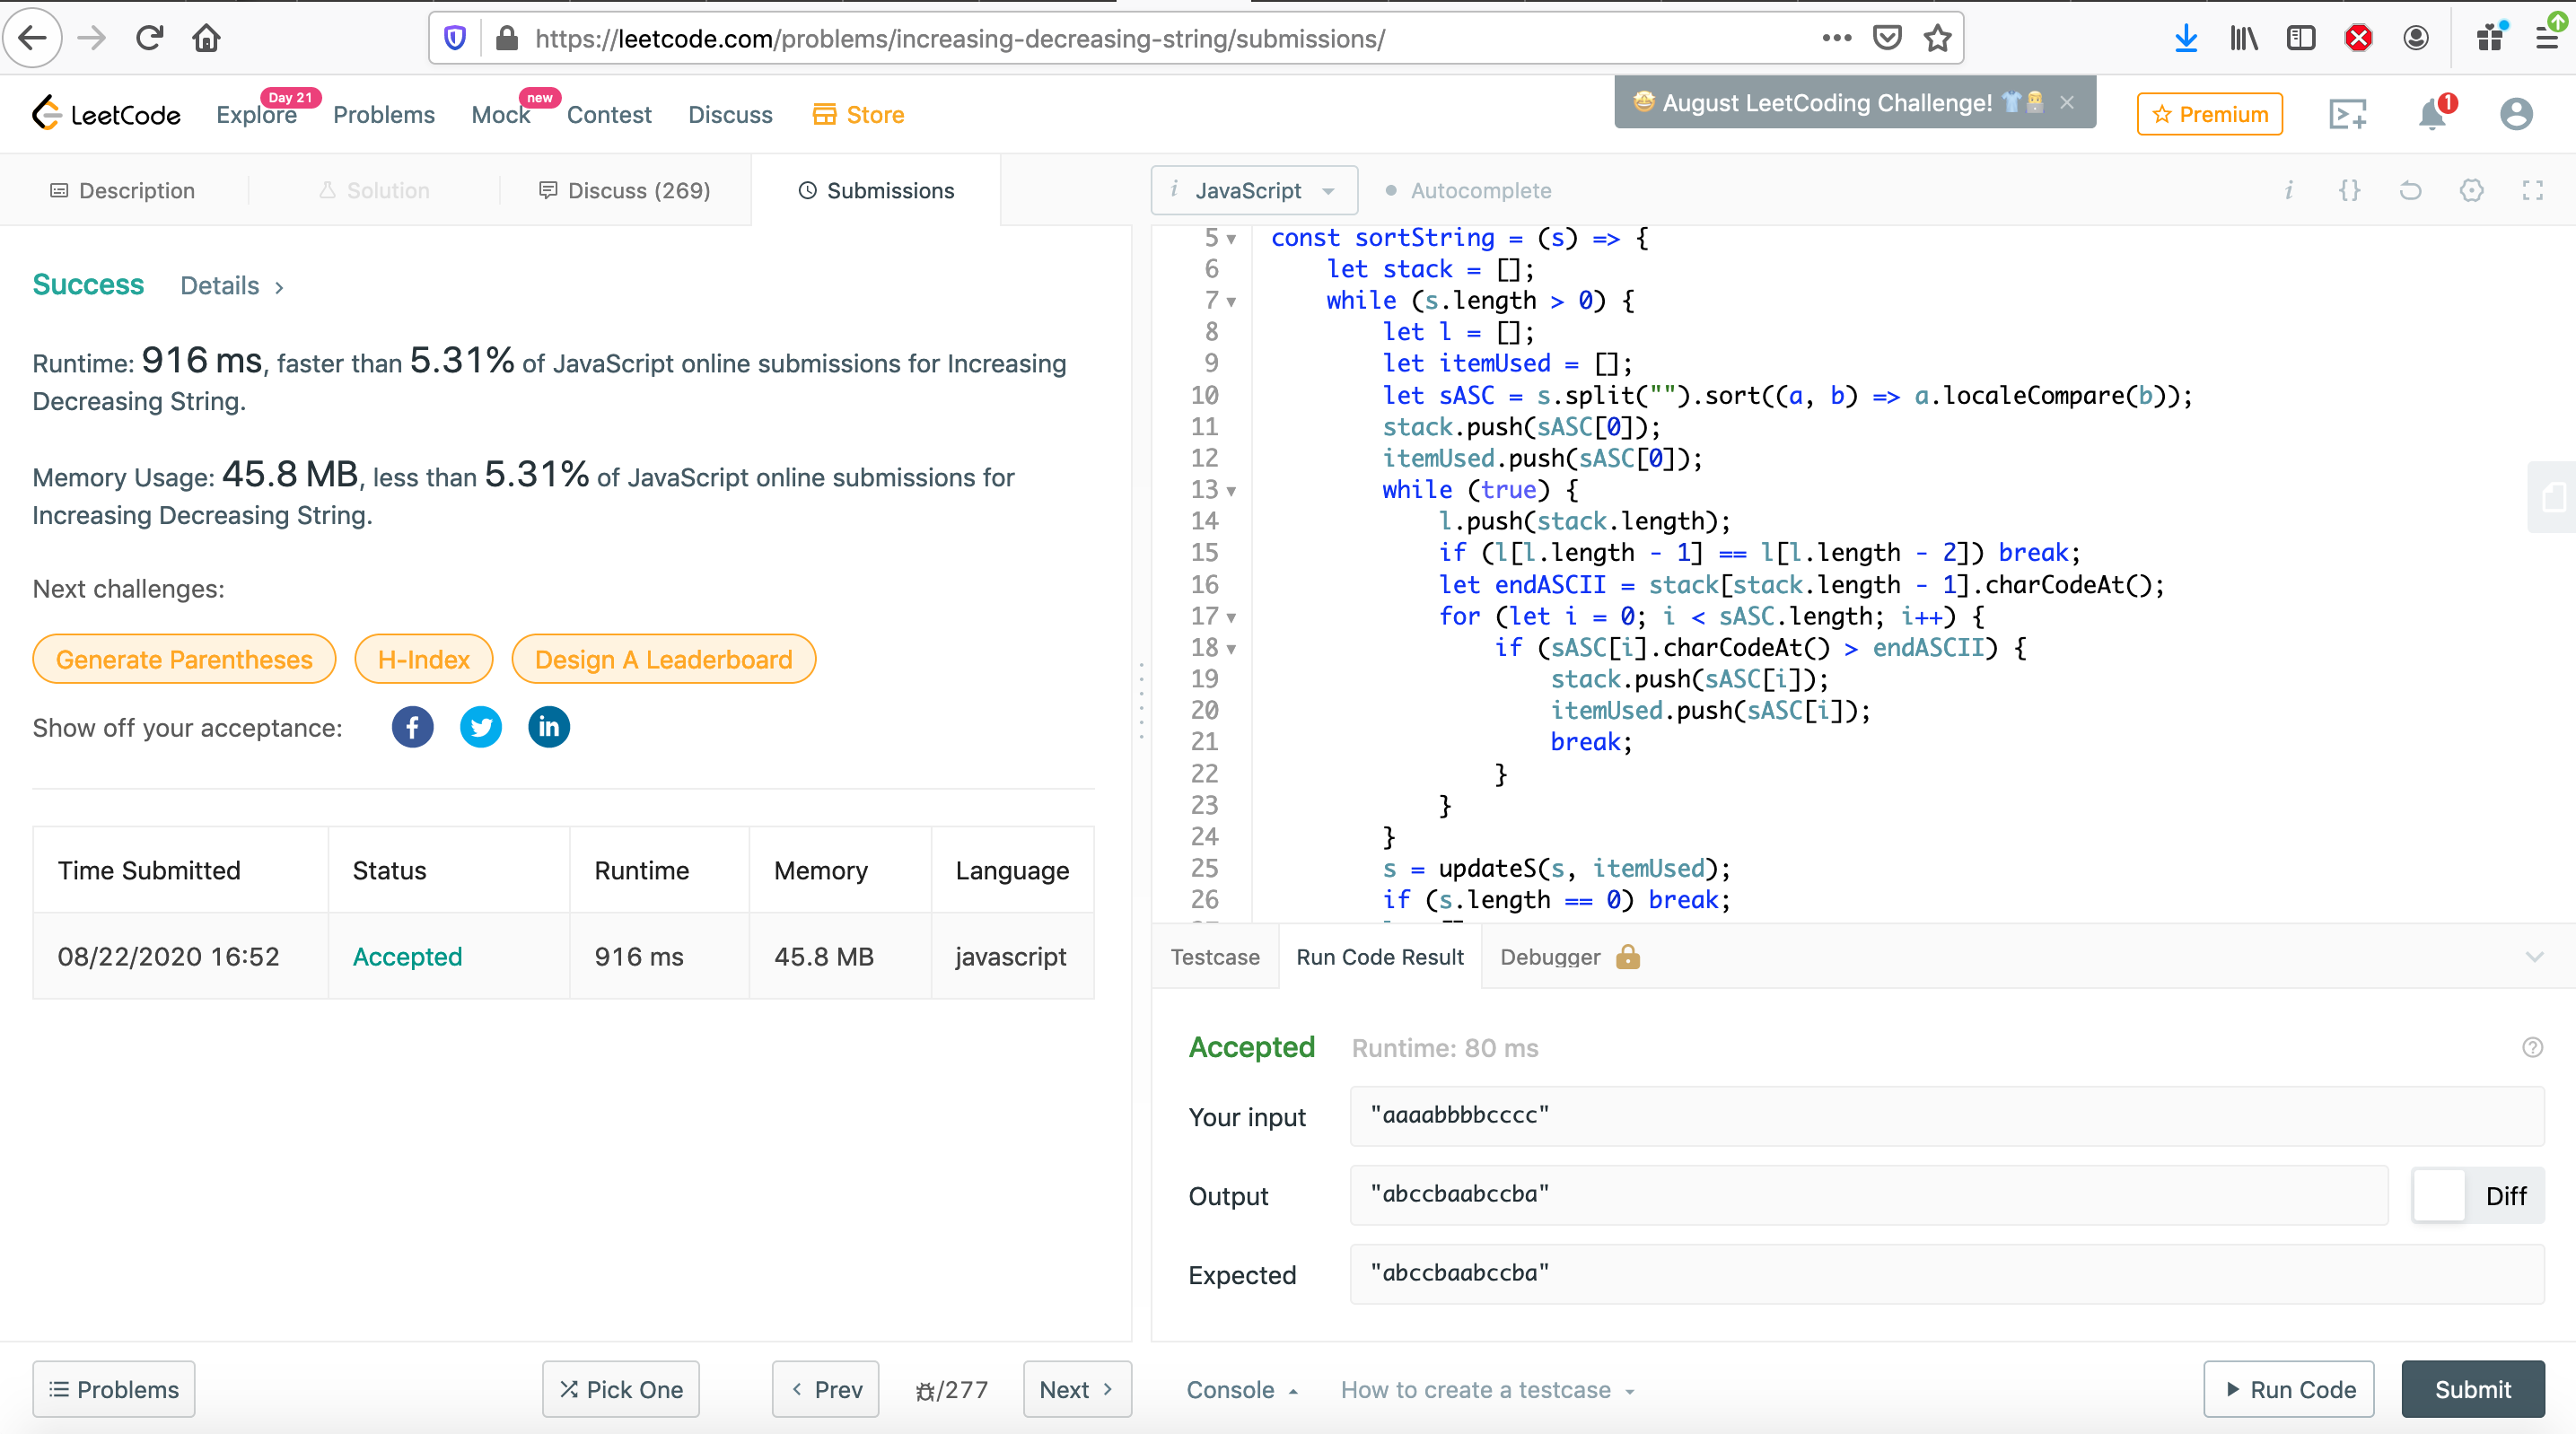 https://leetcode.com/problems/increasing-decreasing-string/submissions/
LeetCode
Explore Day 21
Problems
Mock new
Contest
Discuss
Store
🤩 August LeetCoding Challenge! 👕 ×
Premium
1
Description
Solution
Discuss (269)
Submissions
i JavaScript
Autocomplete
Success Details >
Runtime: 916 ms, faster than 5.31% of JavaScript online submissions for Increasing
Decreasing String.
Memory Usage: 45.8 MB, less than 5.31% of JavaScript online submissions for
Increasing Decreasing String.
Next challenges:
Generate Parentheses
H-Index
Design A Leaderboard
Show off your acceptance:
Time Submitted Status Runtime Memory Language
08/22/2020 16:52 Accepted 916 ms 45.8 MB javascript
5 const sortString = (s) => {
6     let stack = [];
7     while (s.length > 0) {
8         let l = [];
9         let itemUsed = [];
10         let sASC = s.split("").sort((a, b) => a.localeCompare(b));
11         stack.push(sASC[0]);
12         itemUsed.push(sASC[0]);
13         while (true) {
14             l.push(stack.length);
15             if (l[l.length - 1] == l[l.length - 2]) break;
16             let endASCII = stack[stack.length - 1].charCodeAt();
17             for (let i = 0; i < sASC.length; i++) {
18                 if (sASC[i].charCodeAt() > endASCII) {
19                     stack.push(sASC[i]);
20                     itemUsed.push(sASC[i]);
21                     break;
22                 }
23             }
24         }
25         s = updateS(s, itemUsed);
26         if (s.length == 0) break;
Testcase
Run Code Result
Debugger
Accepted Runtime: 80 ms
Your input "aaaabbbbcccc"
Output "abccbaabccba" Diff
Expected "abccbaabccba"
Problems
Pick One
< Prev
/277
Next >
Console
How to create a testcase
Run Code
Submit